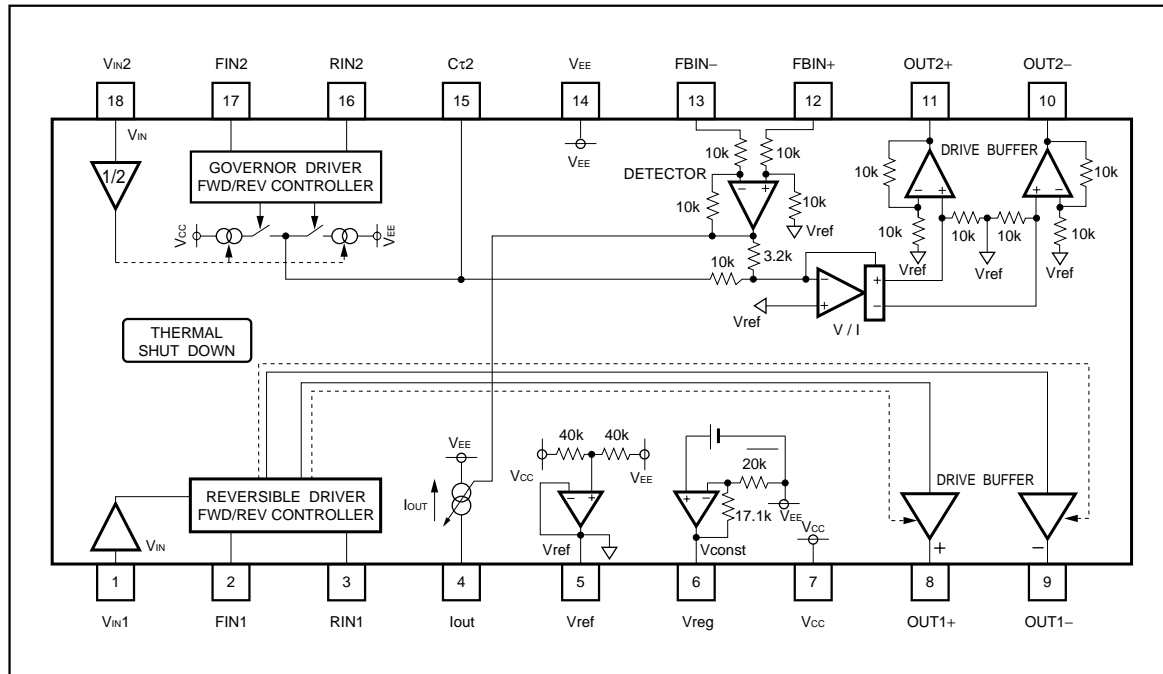 VIN2 FIN2 RIN2 Cτ2 VEE FBIN− FBIN+ OUT2+ OUT2−
18 17 16 15 14 13 12 11 10
VIN
1/2
GOVERNOR DRIVER
FWD/REV CONTROLLER
VCC
VEE
VEE
10k
10k
DETECTOR
− +
10k
10k
Vref
3.2k
10k
−
+
Vref
+
−
V / I
DRIVE BUFFER
10k
− +
10k
Vref
10k
10k
Vref
+ −
10k
10k
Vref
THERMAL
SHUT DOWN
REVERSIBLE DRIVER
FWD/REV CONTROLLER
VIN
VEE
IOUT
40k 40k
VCC
VEE
− +
Vref
20k
+ −
17.1k
VEE
Vconst
VCC
DRIVE BUFFER
+
−
1 2 3 4 5 6 7 8 9
VIN1 FIN1 RIN1 Iout Vref Vreg VCC OUT1+ OUT1−